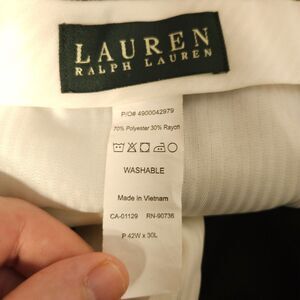 LAUREN
RALPH LAUREN
P/O# 4900042979
70% Polyester 30% Rayon
WASHABLE
Made in Vietnam
CA-01129 RN-90736
P 42W x 30L